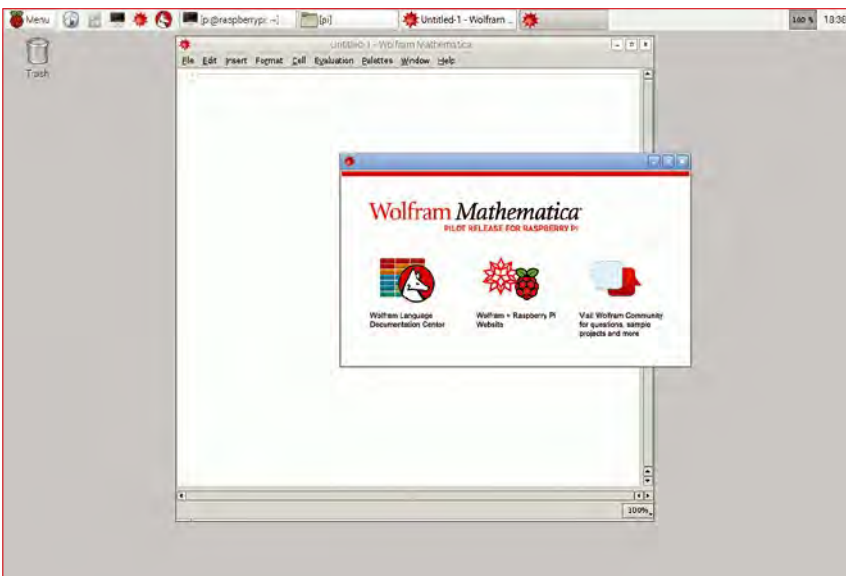 Menu
[pi@raspberrypi: ~]
[pi]
Untitled-1 - Wolfram ...
100 %
18:38
Trash
Untitled-1 - Wolfram Mathematica
File Edit Insert Format Cell Evaluation Palettes Window Help
Wolfram Mathematica
PILOT RELEASE FOR RASPBERRY PI
Wolfram Language
Documentation Center
Wolfram + Raspberry Pi
Website
Visit Wolfram Community
for questions, sample
projects and more
100%